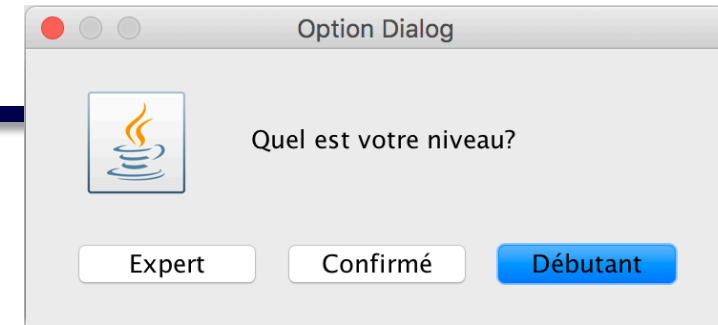 Option Dialog
Quel est votre niveau?
Expert Confirmé Débutant